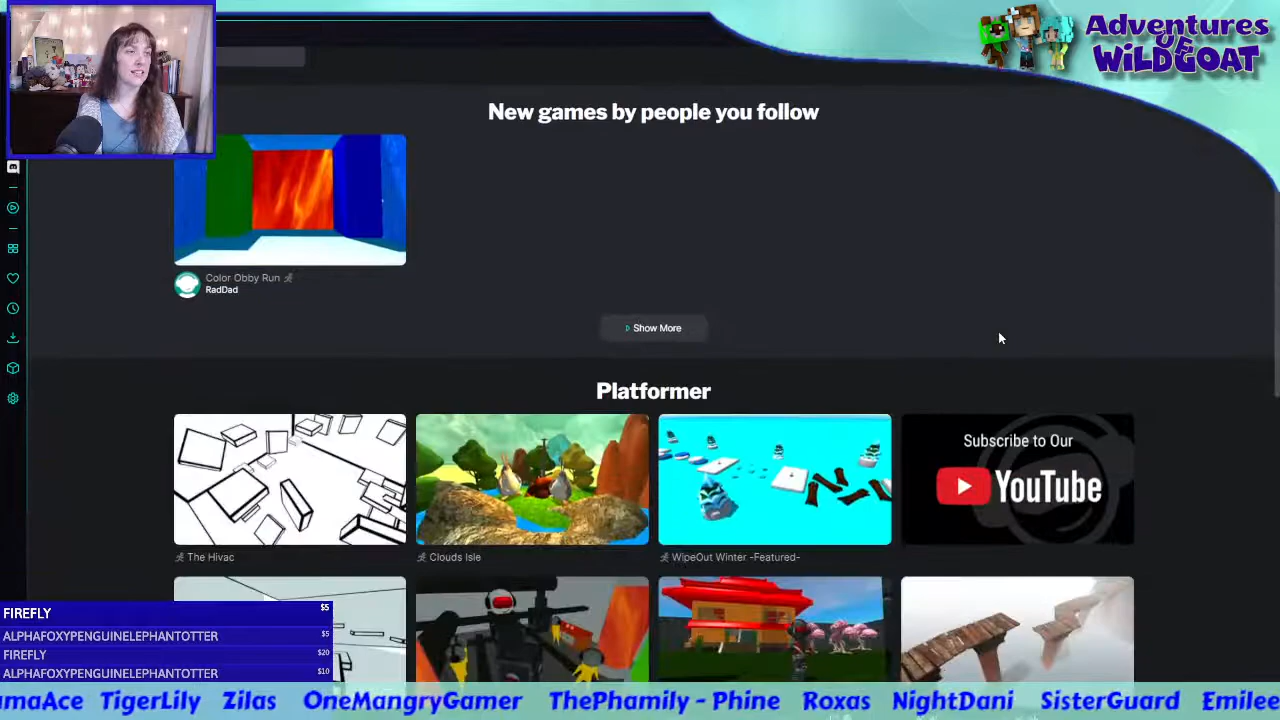 Adventures
OF
WiLDGOAT
New games by people you follow
Color Obby Run
RadDad
Show More
Platformer
The Hivac
Clouds Isle
WipeOut Winter -Featured-
Subscribe to Our
YouTube
FIREFLY $5
ALPHAFOXYPENGUINELEPHANTOTTER $5
FIREFLY $20
ALPHAFOXYPENGUINELEPHANTOTTER $10
amaAce TigerLily Zilas OneMangryGamer ThePhamily - Phine Roxas NightDani SisterGuard Emilee